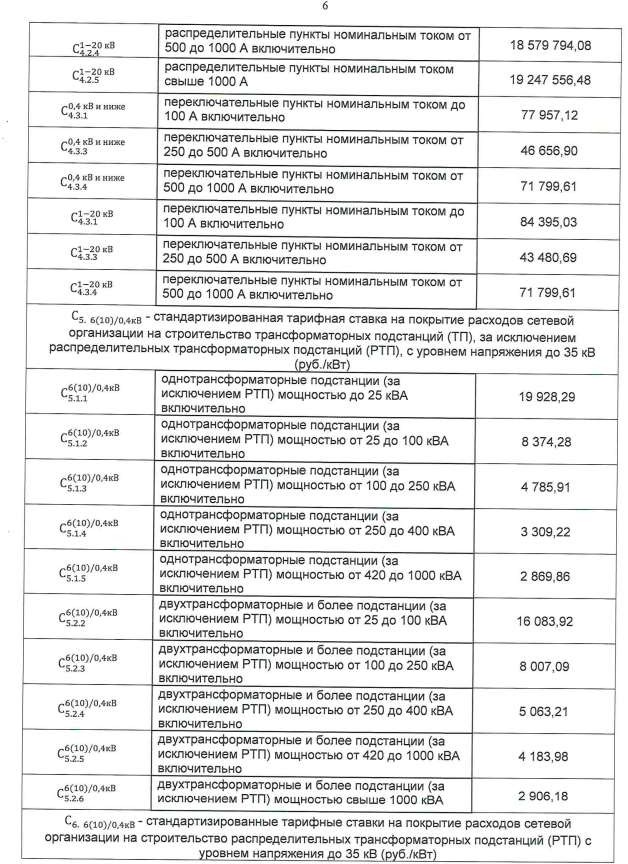 6
C 1–20 кВ 4.2.4 распределительные пункты номинальным током от 18 579 794,08
500 до 1000 А включительно
C 1–20 кВ 4.2.5 распределительные пункты номинальным током 19 247 556,48
свыше 1000 А
C 0,4 кВ и ниже 4.3.1 переключательные пункты номинальным током до 77 957,12
100 А включительно
C 0,4 кВ и ниже 4.3.3 переключательные пункты номинальным током от 46 656,90
250 до 500 А включительно
C 0,4 кВ и ниже 4.3.4 переключательные пункты номинальным током от 71 799,61
500 до 1000 А включительно
C 1–20 кВ 4.3.1 переключательные пункты номинальным током до 84 395,03
100 А включительно
C 1–20 кВ 4.3.3 переключательные пункты номинальным током от 43 480,69
250 до 500 А включительно
C 1–20 кВ 4.3.4 переключательные пункты номинальным током от 71 799,61
500 до 1000 А включительно
C5. 6(10)/0,4кВ - стандартизированная тарифная ставка на покрытие расходов сетевой
организации на строительство трансформаторных подстанций (ТП), за исключением
распределительных трансформаторных подстанций (РТП), с уровнем напряжения до 35 кВ
(руб./кВт)
C 6(10)/0,4кВ 5.1.1 однотрансформаторные подстанции (за 19 928,29
исключением РТП) мощностью до 25 кВА
включительно
C 6(10)/0,4кВ 5.1.2 однотрансформаторные подстанции (за 8 374,28
исключением РТП) мощностью от 25 до 100 кВА
включительно
C 6(10)/0,4кВ 5.1.3 однотрансформаторные подстанции (за 4 785,91
исключением РТП) мощностью от 100 до 250 кВА
включительно
C 6(10)/0,4кВ 5.1.4 однотрансформаторные подстанции (за 3 309,22
исключением РТП) мощностью от 250 до 400 кВА
включительно
C 6(10)/0,4кВ 5.1.5 однотрансформаторные подстанции (за 2 869,86
исключением РТП) мощностью от 420 до 1000 кВА
включительно
C 6(10)/0,4кВ 5.2.2 двухтрансформаторные и более подстанции (за 16 083,92
исключением РТП) мощностью от 25 до 100 кВА
включительно
C 6(10)/0,4кВ 5.2.3 двухтрансформаторные и более подстанции (за 8 007,09
исключением РТП) мощностью от 100 до 250 кВА
включительно
C 6(10)/0,4кВ 5.2.4 двухтрансформаторные и более подстанции (за 5 063,21
исключением РТП) мощностью от 250 до 400 кВА
включительно
C 6(10)/0,4кВ 5.2.5 двухтрансформаторные и более подстанции (за 4 183,98
исключением РТП) мощностью от 420 до 1000 кВА
включительно
C 6(10)/0,4кВ 5.2.6 двухтрансформаторные и более подстанции (за 2 906,18
исключением РТП) мощностью свыше 1000 кВА
C6. 6(10)/0,4кВ - стандартизированные тарифные ставки на покрытие расходов сетевой
организации на строительство распределительных трансформаторных подстанций (РТП) с
уровнем напряжения до 35 кВ (руб./кВт)